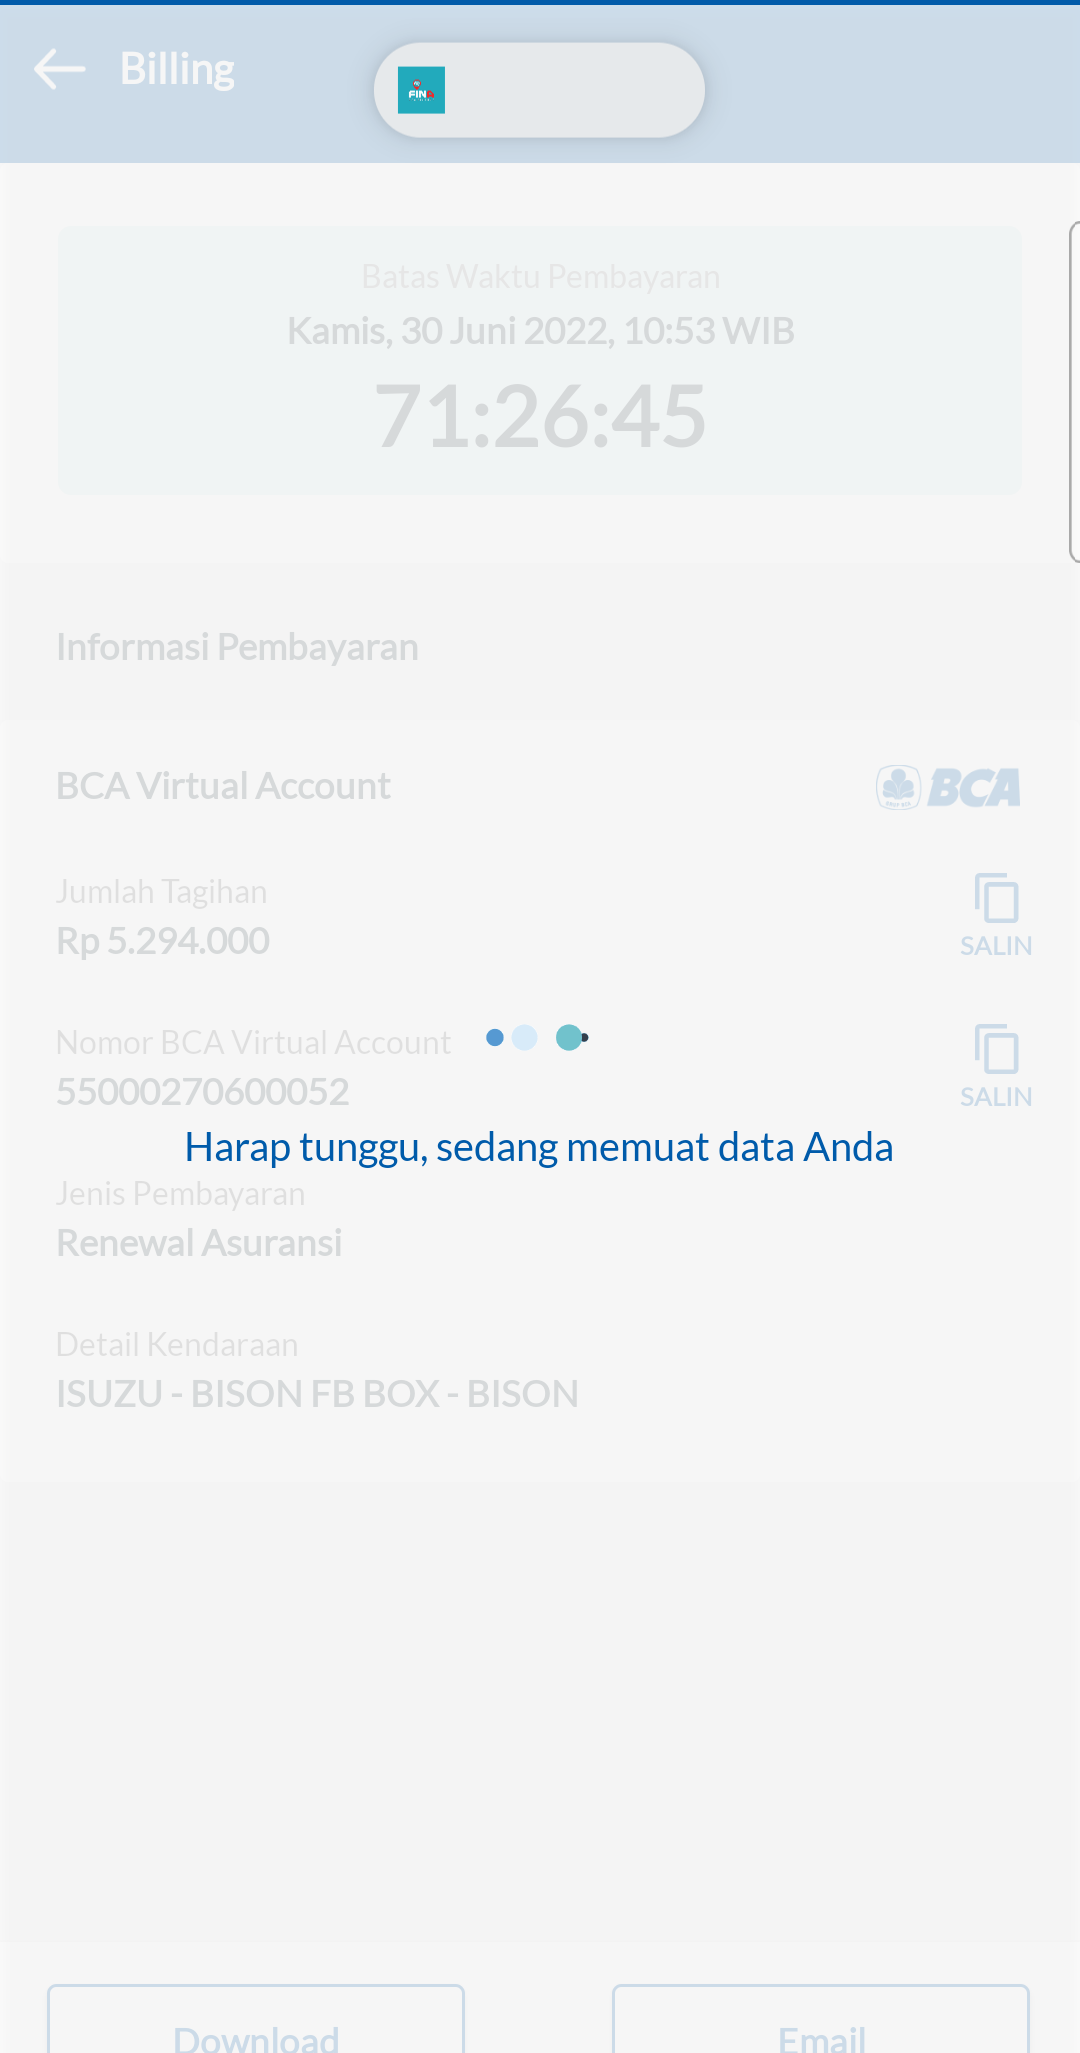 Billing
FINA
Batas Waktu Pembayaran
Kamis, 30 Juni 2022, 10:53 WIB
71:26:45
Informasi Pembayaran
BCA Virtual Account
BCA
Jumlah Tagihan
Rp 5.294.000
SALIN
Nomor BCA Virtual Account
55000270600052
SALIN
Harap tunggu, sedang memuat data Anda
Jenis Pembayaran
Renewal Asuransi
Detail Kendaraan
ISUZU - BISON FB BOX - BISON
Download
Email